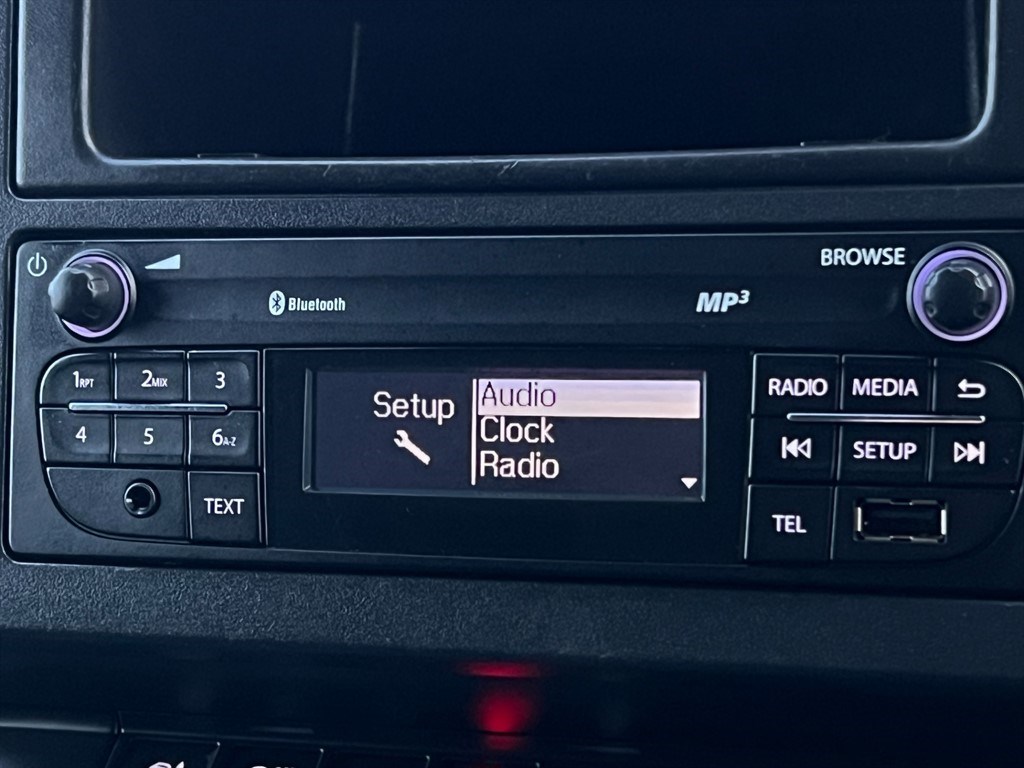 BROWSE
Bluetooth
MP3
1RPT
2MIX
3
4
5
6A-Z
TEXT
Setup
Audio
Clock
Radio
RADIO
MEDIA
SETUP
TEL